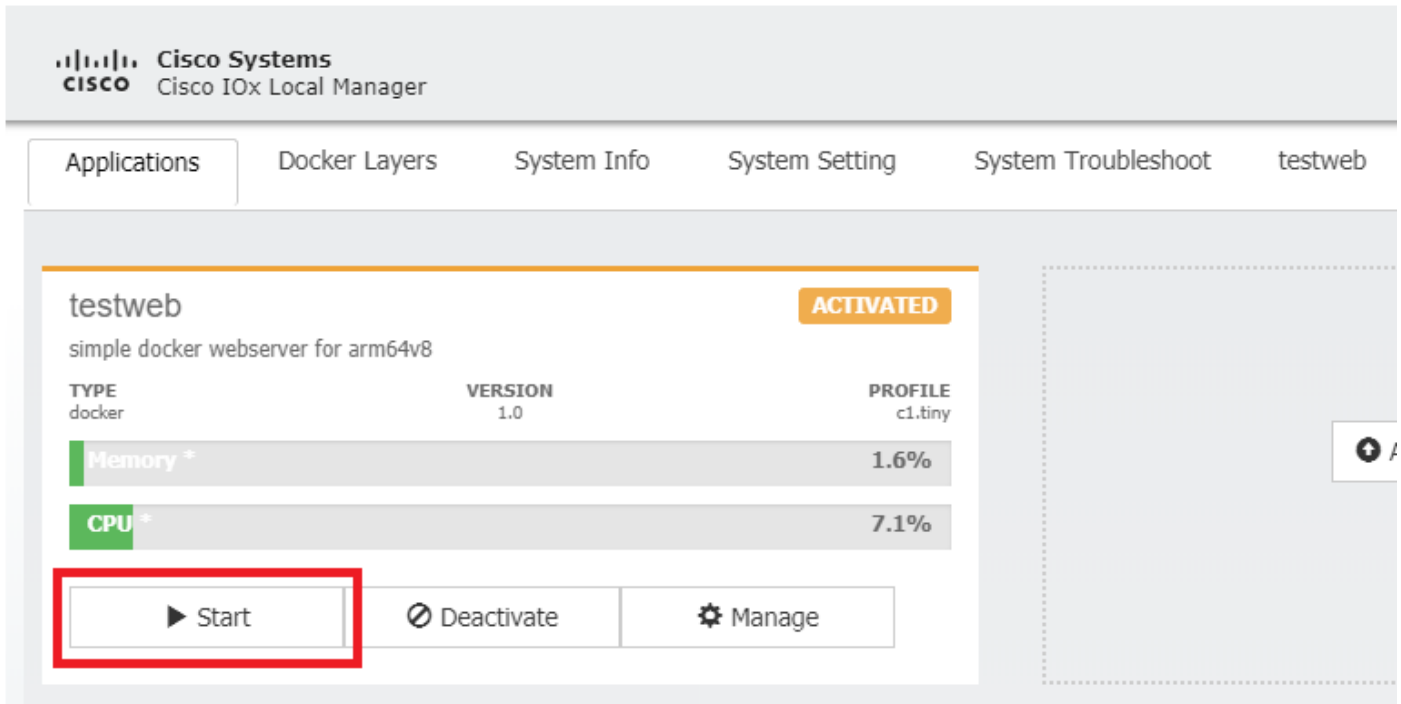 Cisco Systems
CISCO Cisco IOx Local Manager
Applications Docker Layers System Info System Setting System Troubleshoot testweb
testweb ACTIVATED
simple docker webserver for arm64v8
TYPE VERSION PROFILE
docker 1.0 c1.tiny
Memory * 1.6%
A
CPU * 7.1%
Start Deactivate Manage